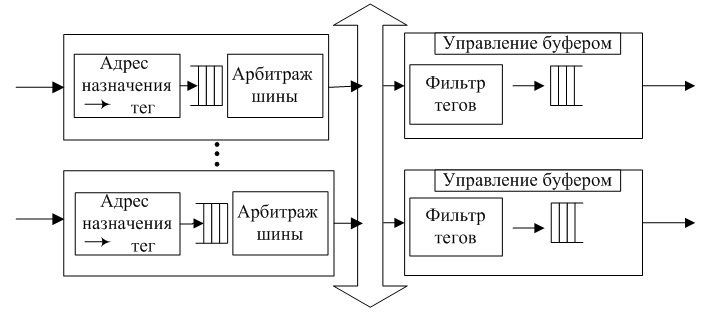 Адрес
назначения
тег
Арбитраж
шины
Управление буфером
Фильтр
тегов
Адрес
назначения
тег
Арбитраж
шины
Управление буфером
Фильтр
тегов